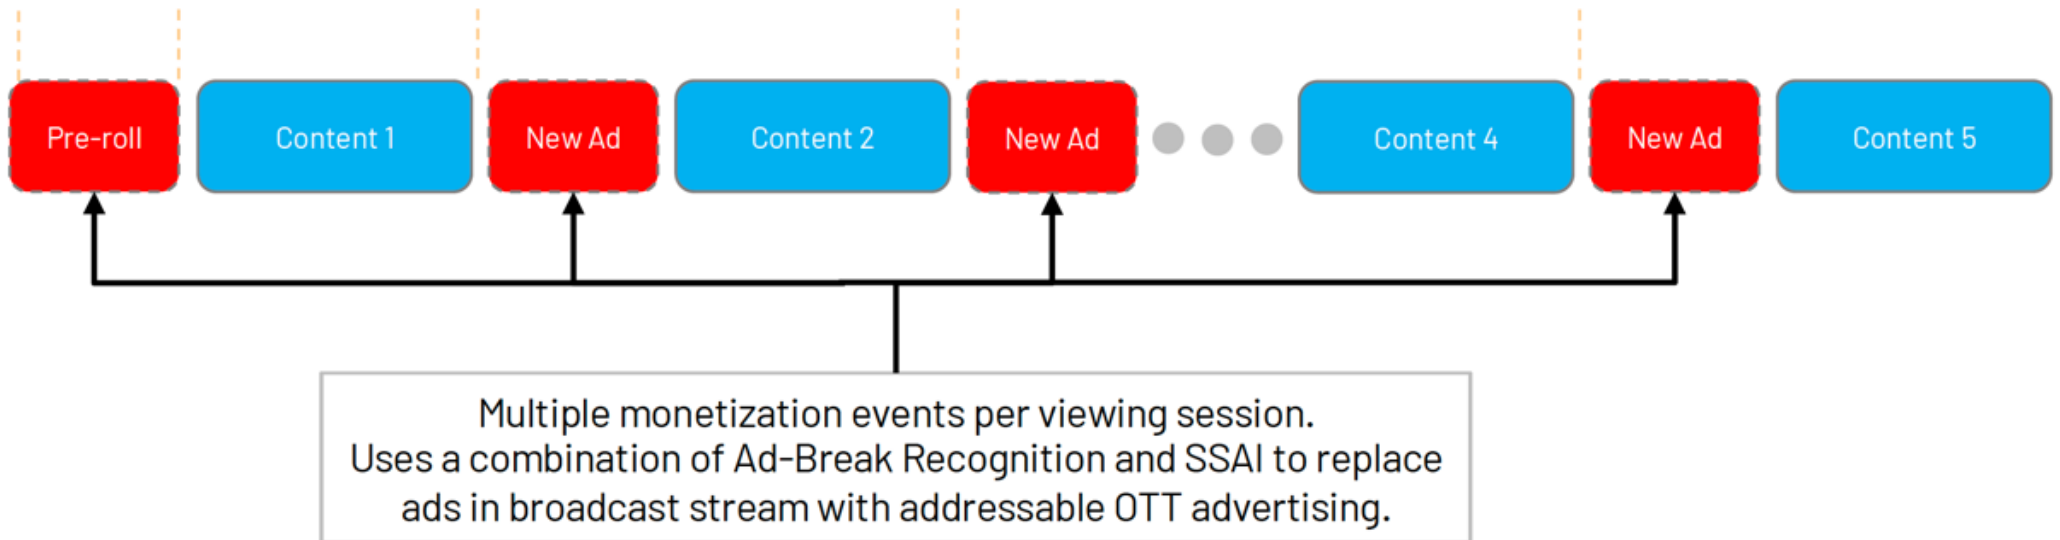 Pre-roll
Content 1
New Ad
Content 2
New Ad
Content 4
New Ad
Content 5
Multiple monetization events per viewing session.
Uses a combination of Ad-Break Recognition and SSAI to replace
ads in broadcast stream with addressable OTT advertising.